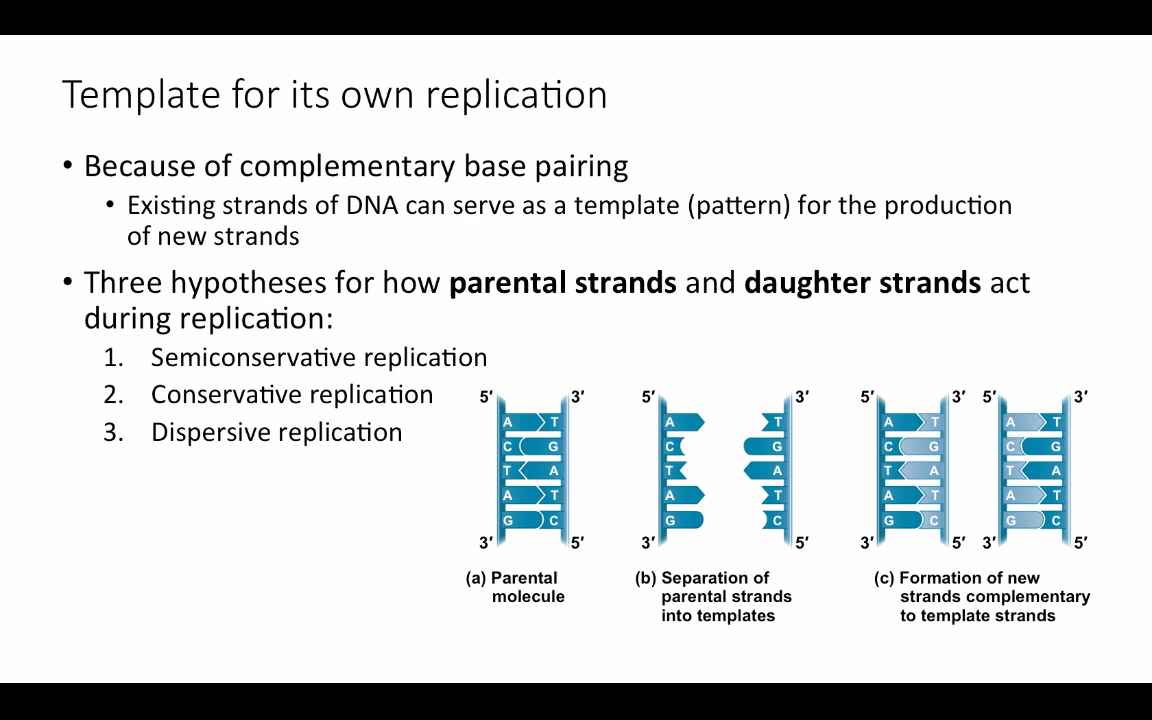 Template for its own replication
• Because of complementary base pairing
• Existing strands of DNA can serve as a template (pattern) for the production
of new strands
• Three hypotheses for how parental strands and daughter strands act
during replication:
1. Semiconservative replication
2. Conservative replication
3. Dispersive replication
5′ 3′
A T
C G
T A
A T
G C
3′ 5′
(a) Parental
molecule
5′ 3′
A T
C G
T A
A T
G C
3′ 5′
(b) Separation of
parental strands
into templates
5′ 3′ 5′ 3′
A T A T
C G C G
T A T A
A T A T
G C G C
3′ 5′ 3′ 5′
(c) Formation of new
strands complementary
to template strands